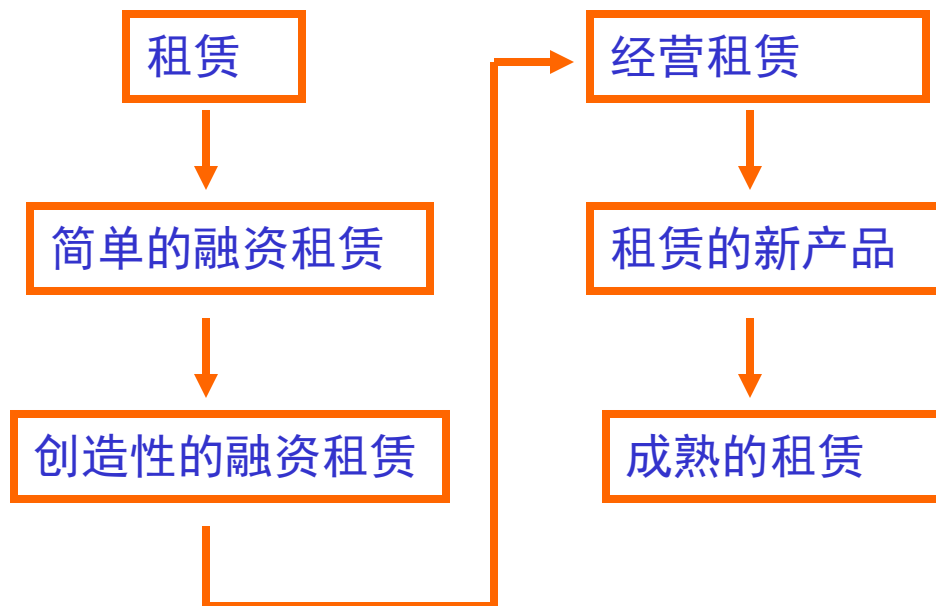 租赁
简单的融资租赁
创造性的融资租赁
经营租赁
租赁的新产品
成熟的租赁